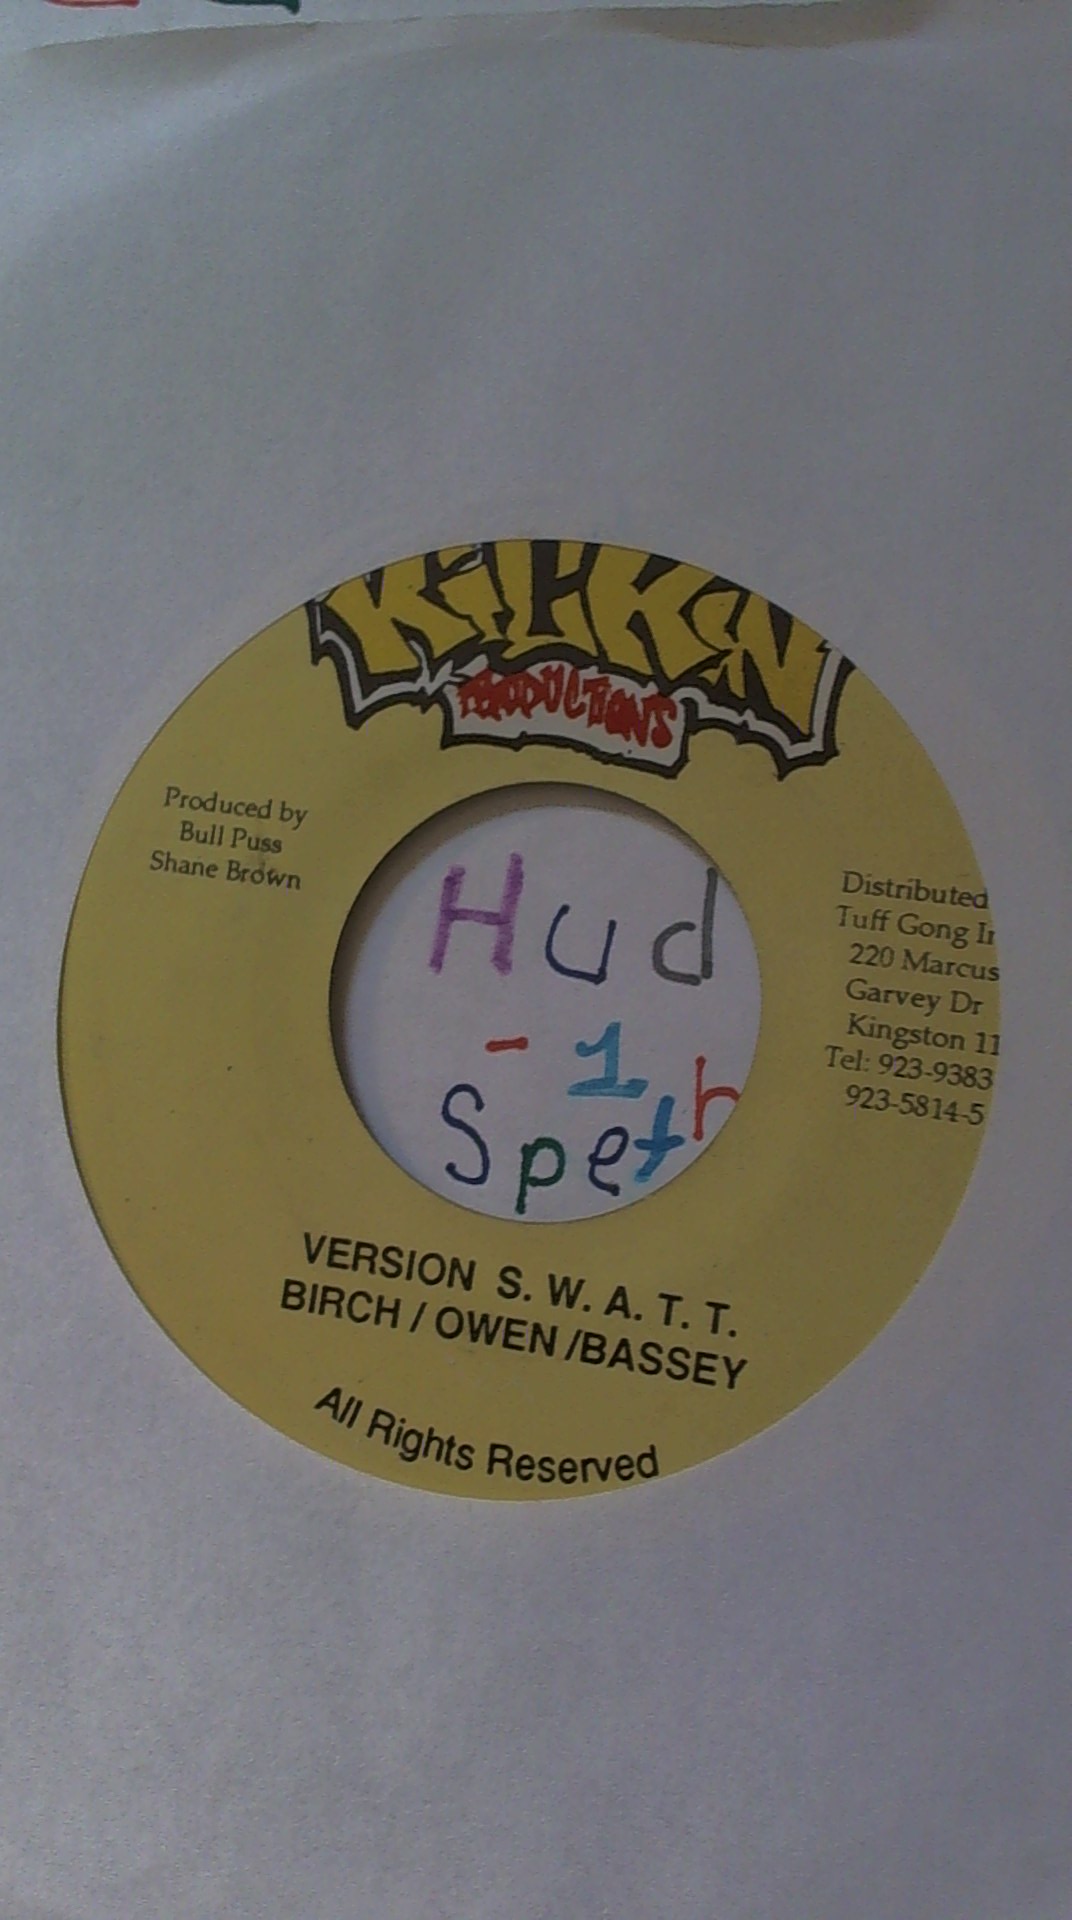 KICKIN
PRODUCTIONS
Produced by
Bull Puss
Shane Brown
Distributed
Tuff Gong
220 Marcus
Garvey Dr
Kingston 11
Tel: 923-9383
923-5814-5
Hud
-1
Speth
VERSION S. W. A. T. T.
BIRCH / OWEN /BASSEY
All Rights Reserved